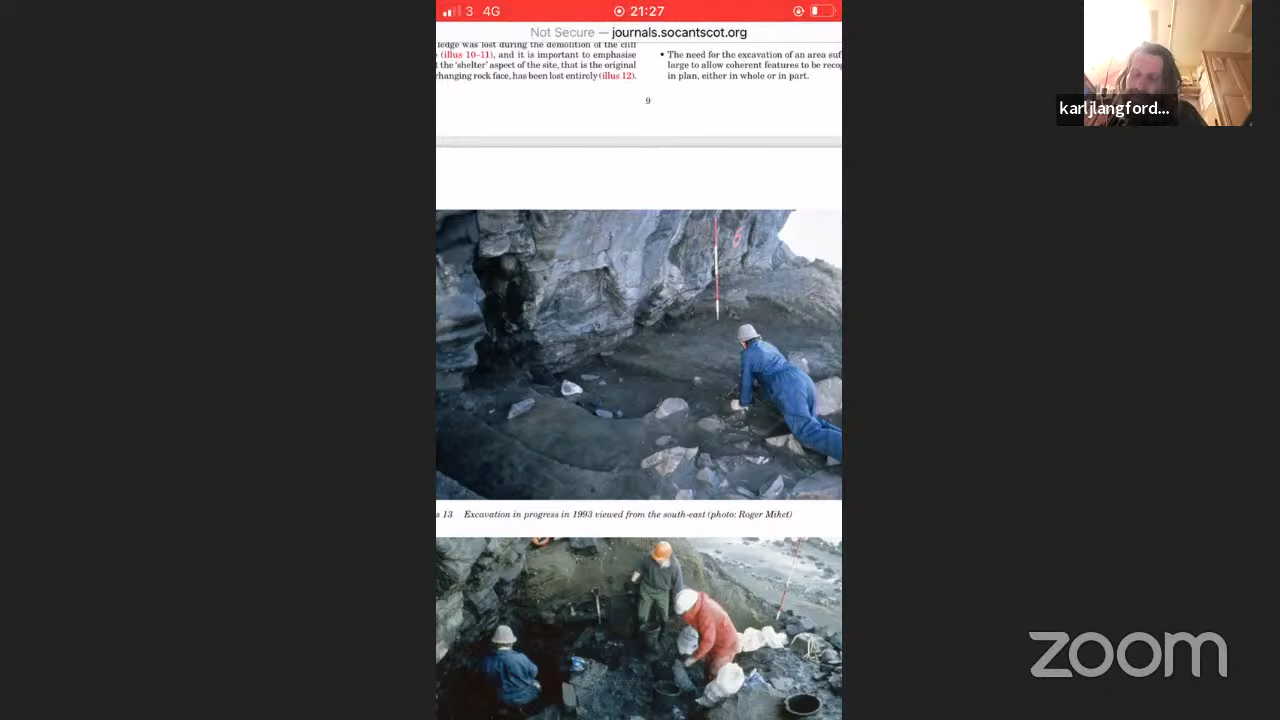 3 4G
21:27
Not Secure — journals.socantscot.org
ledge was lost during the demolition of the cliff
(illus 10–11), and it is important to emphasise
t the 'shelter' aspect of the site, that is the original
rhanging rock face, has been lost entirely (illus 12).
• The need for the excavation of an area suf
large to allow coherent features to be reco
in plan, either in whole or in part.
9
s 13 Excavation in progress in 1993 viewed from the south-east (photo: Roger Miket)
karljlangford...
zoom